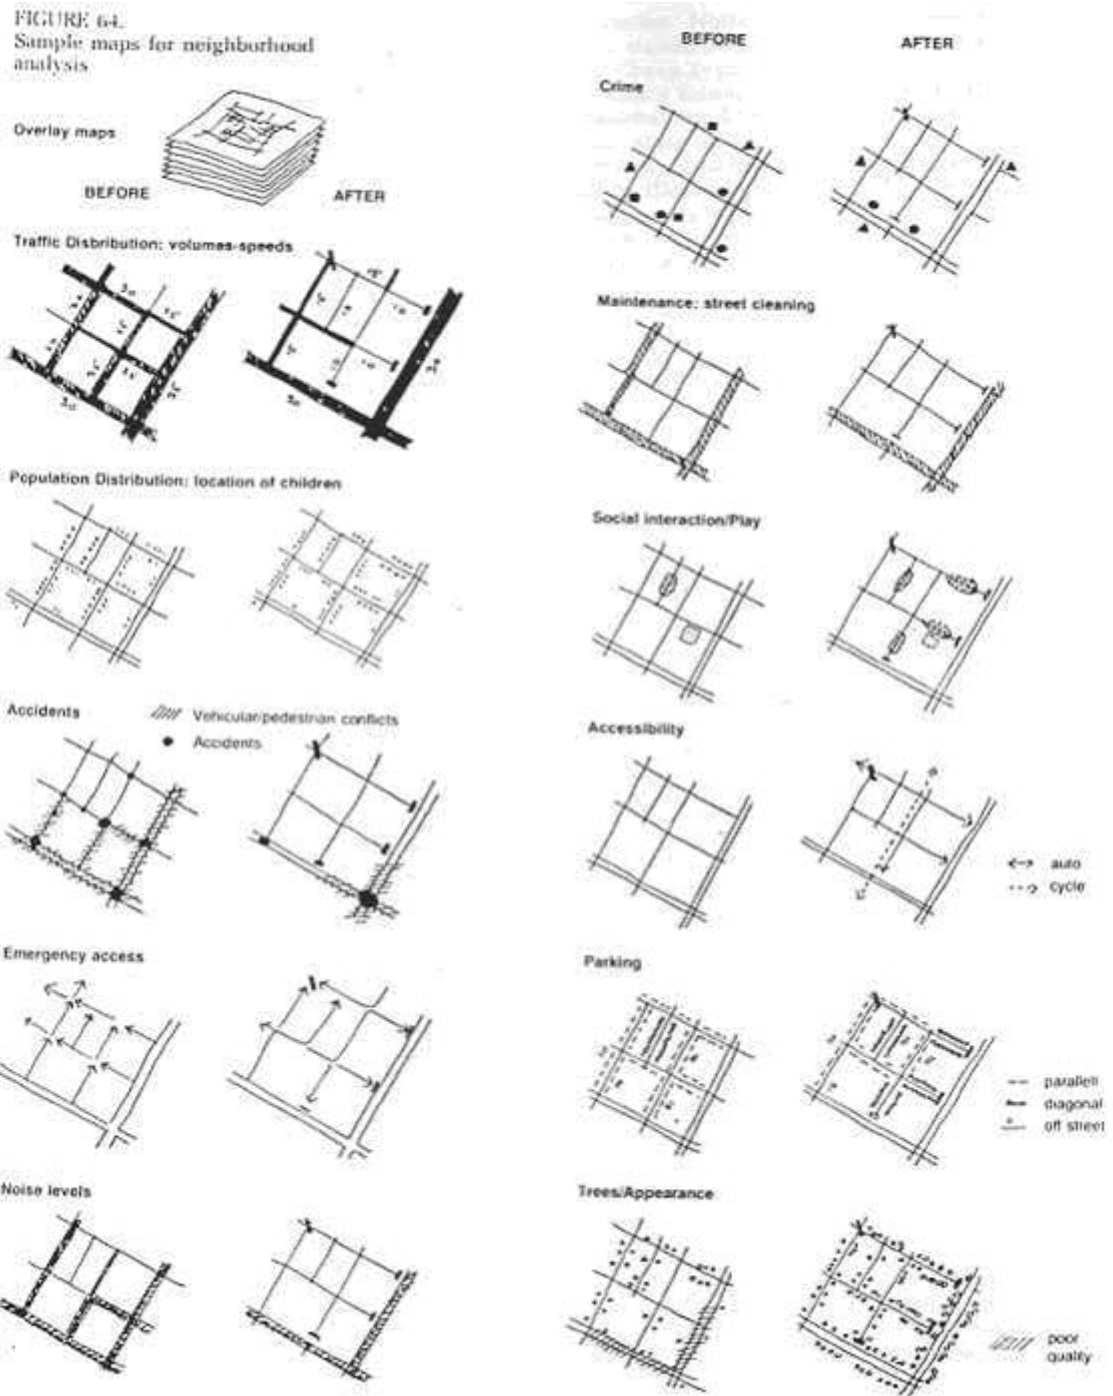 FIGURE 64.
Sample maps for neighborhood
analysis
Overlay maps
BEFORE
AFTER
Traffic Disbribution: volumes-speeds
Population Distribution: location of children
Accidents
Vehicular/pedestrian conflicts
Accidents
Emergency access
Noise levels
BEFORE
AFTER
Crime
Maintenance: street cleaning
Social interaction/Play
Accessibility
auto
cycle
Parking
parallell
diagonal
off street
Trees/Appearance
poor
quality